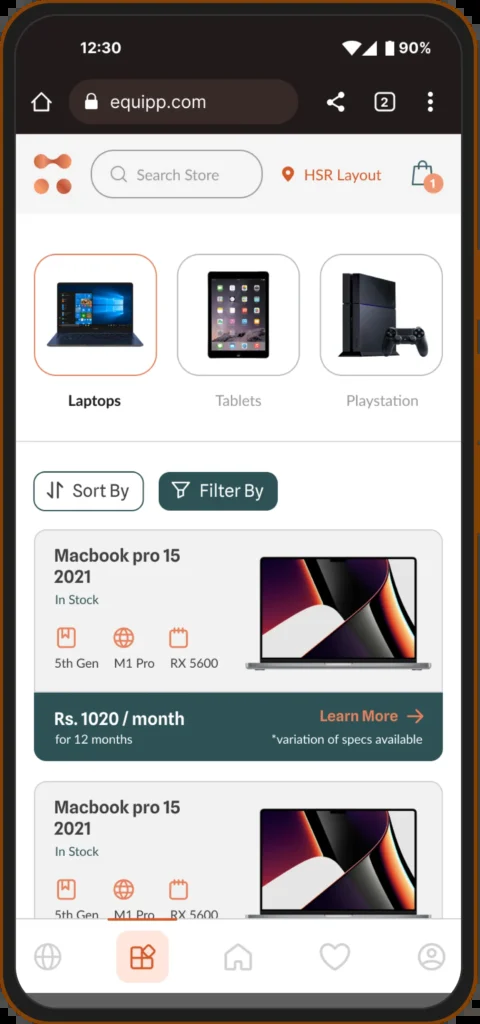 12:30
90%
equipp.com
2
Search Store
HSR Layout
1
Laptops
Tablets
Playstation
Sort By
Filter By
Macbook pro 15
2021
In Stock
5th Gen
M1 Pro
RX 5600
Rs. 1020 / month
Learn More
for 12 months
*variation of specs available
Macbook pro 15
2021
In Stock
5th Gen
M1 Pro
RX 5600